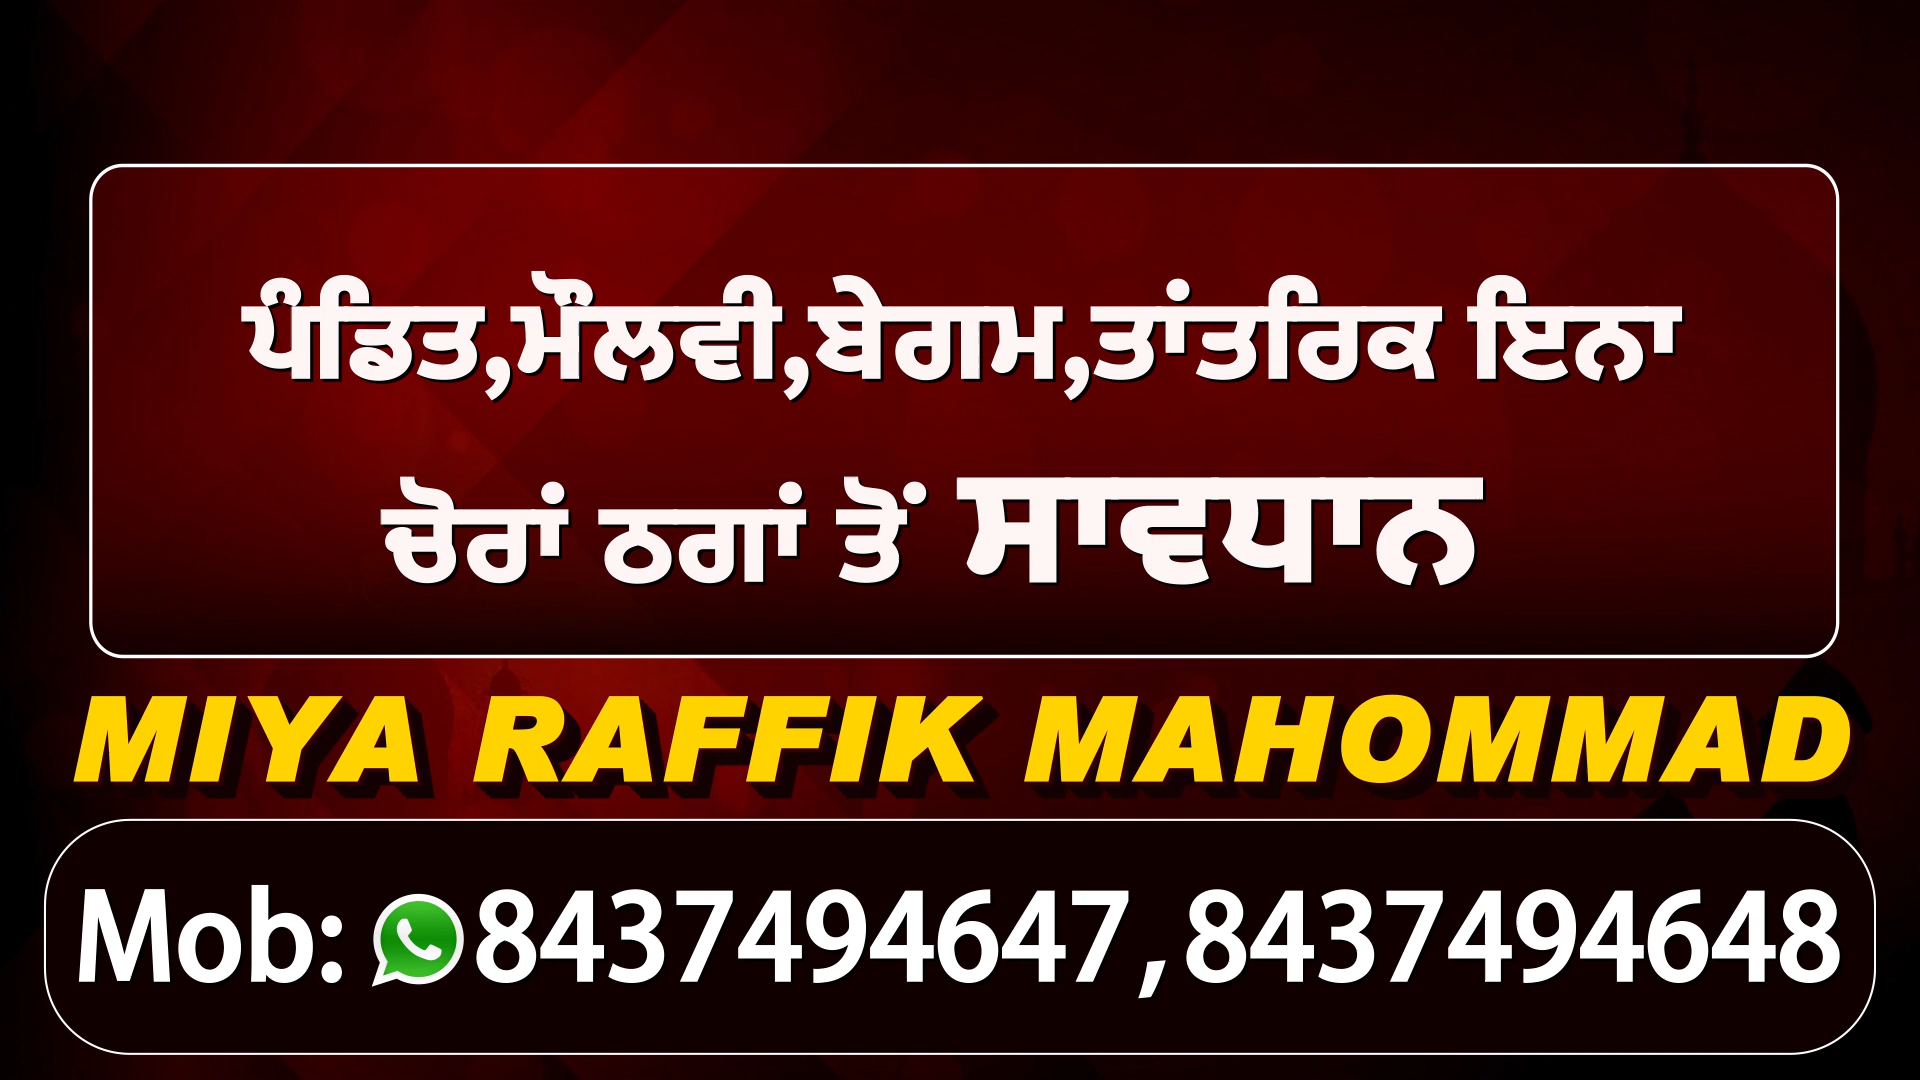 ਪੰਡਿਤ,ਮੌਲਵੀ,ਬੇਗਮ,ਤਾਂਤਰਿਕ ਇਨਾ
ਚੋਰਾਂ ਠਗਾਂ ਤੋਂ ਸਾਵਧਾਨ
MIYA RAFFIK MAHOMMAD
Mob: 8437494647, 8437494648